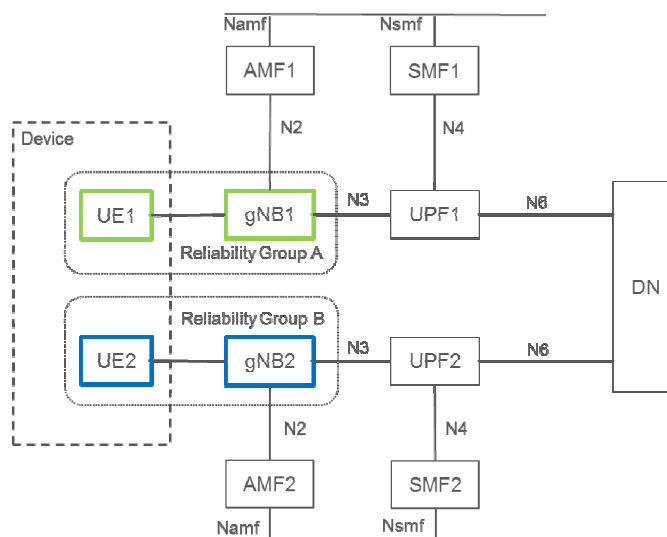 Namf Nsmf
AMF1 SMF1
N2 N4
Device
UE1 gNB1 N3 UPF1 N6
Reliability Group A
DN
Reliability Group B
UE2 gNB2 N3 UPF2 N6
N2 N4
AMF2 SMF2
Namf Nsmf